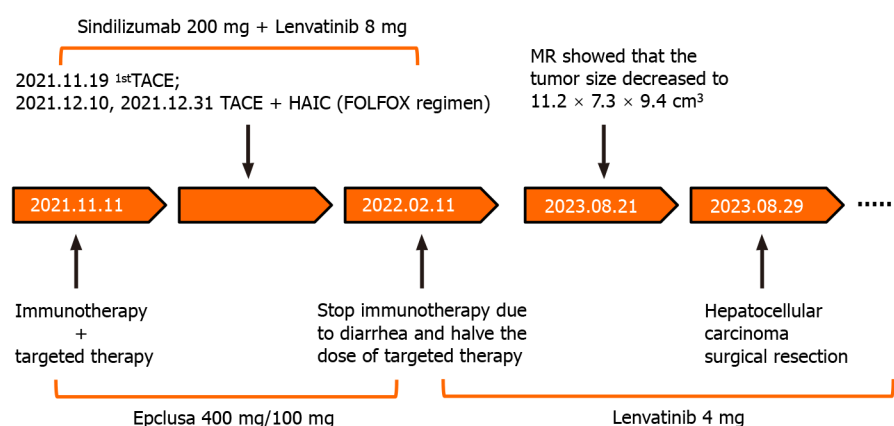 Sindilizumab 200 mg + Lenvatinib 8 mg
2021.11.19 1stTACE;
2021.12.10, 2021.12.31 TACE + HAIC (FOLFOX regimen)
MR showed that the
tumor size decreased to
11.2 × 7.3 × 9.4 cm³
2021.11.11
2022.02.11
2023.08.21
2023.08.29
Immunotherapy
+
targeted therapy
Stop immunotherapy due
to diarrhea and halve the
dose of targeted therapy
Hepatocellular
carcinoma
surgical resection
Epclusa 400 mg/100 mg
Lenvatinib 4 mg